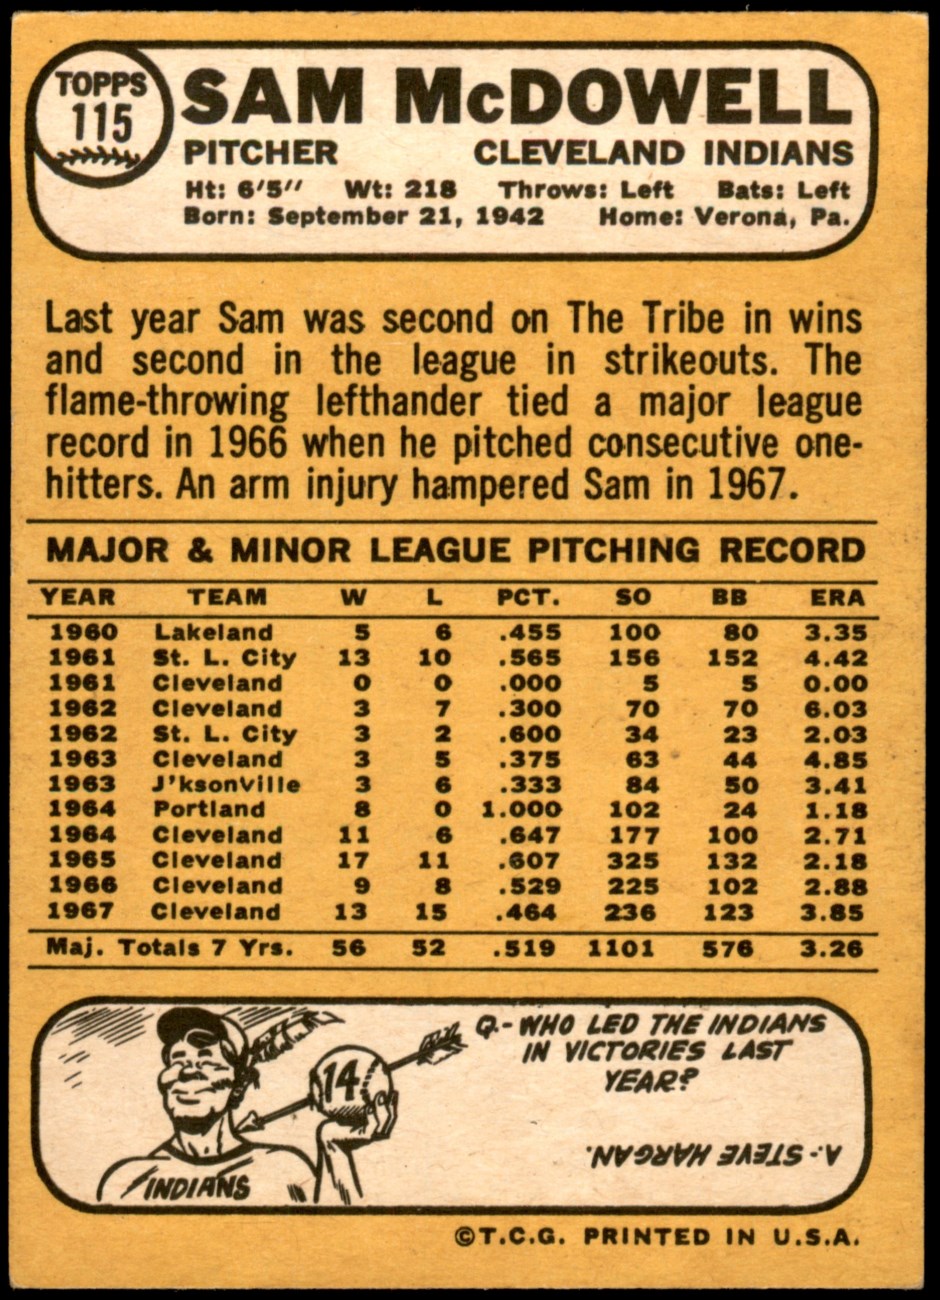 TOPPS
115
SAM McDOWELL
PITCHER CLEVELAND INDIANS
Ht: 6'5'' Wt: 218 Throws: Left Bats: Left
Born: September 21, 1942 Home: Verona, Pa.
Last year Sam was second on The Tribe in wins
and second in the league in strikeouts. The
flame-throwing lefthander tied a major league
record in 1966 when he pitched consecutive one-
hitters. An arm injury hampered Sam in 1967.
MAJOR & MINOR LEAGUE PITCHING RECORD
YEAR TEAM W L PCT. SO BB ERA
1960 Lakeland 5 6 .455 100 80 3.35
1961 St. L. City 13 10 .565 156 152 4.42
1961 Cleveland 0 0 .000 5 5 0.00
1962 Cleveland 3 7 .300 70 70 6.03
1962 St. L. City 3 2 .600 34 23 2.03
1963 Cleveland 3 5 .375 63 44 4.85
1963 J'ksonville 3 6 .333 84 50 3.41
1964 Portland 8 0 1.000 102 24 1.18
1964 Cleveland 11 6 .647 177 100 2.71
1965 Cleveland 17 11 .607 325 132 2.18
1966 Cleveland 9 8 .529 225 102 2.88
1967 Cleveland 13 15 .464 236 123 3.85
Maj. Totals 7 Yrs. 56 52 .519 1101 576 3.26
14
INDIANS
Q.- WHO LED THE INDIANS
IN VICTORIES LAST
YEAR?
A.- STEVE HARGAN.
©T.C.G. PRINTED IN U.S.A.